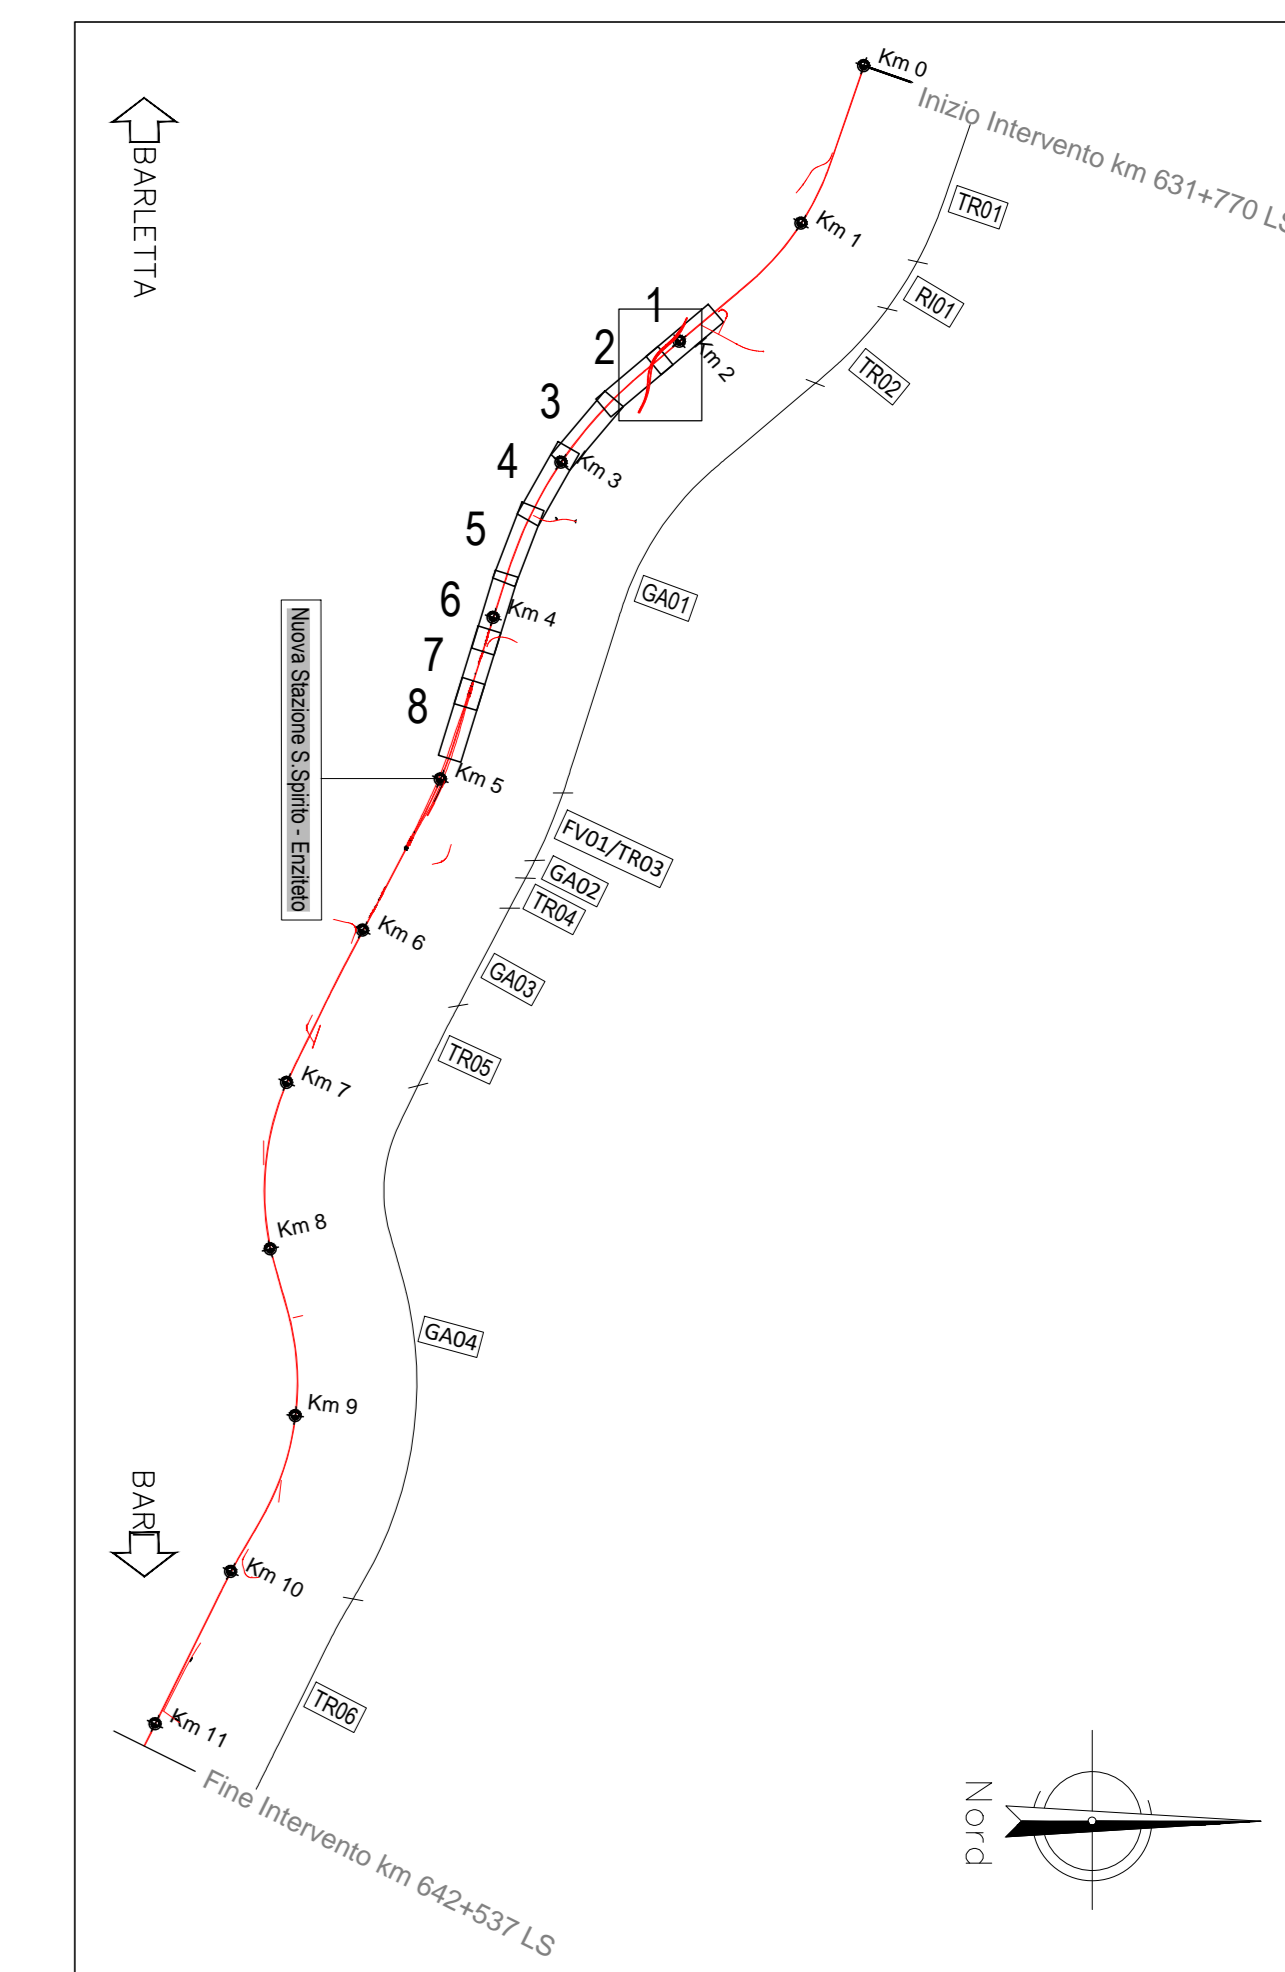 Km 0
Inizio Intervento km 631+770 LS
BARLETTA
TR01
Km 1
RI01
1
2
Km 2
TR02
3
4
Km 3
5
GA01
6
Km 4
7
8
Nuova Stazione S.Spirito - Enziteto
Km 5
FV01/TR03
GA02
TR04
Km 6
GA03
TR05
Km 7
Km 8
GA04
Km 9
BARI
Km 10
TR06
Km 11
Fine Intervento km 642+537 LS
Nord